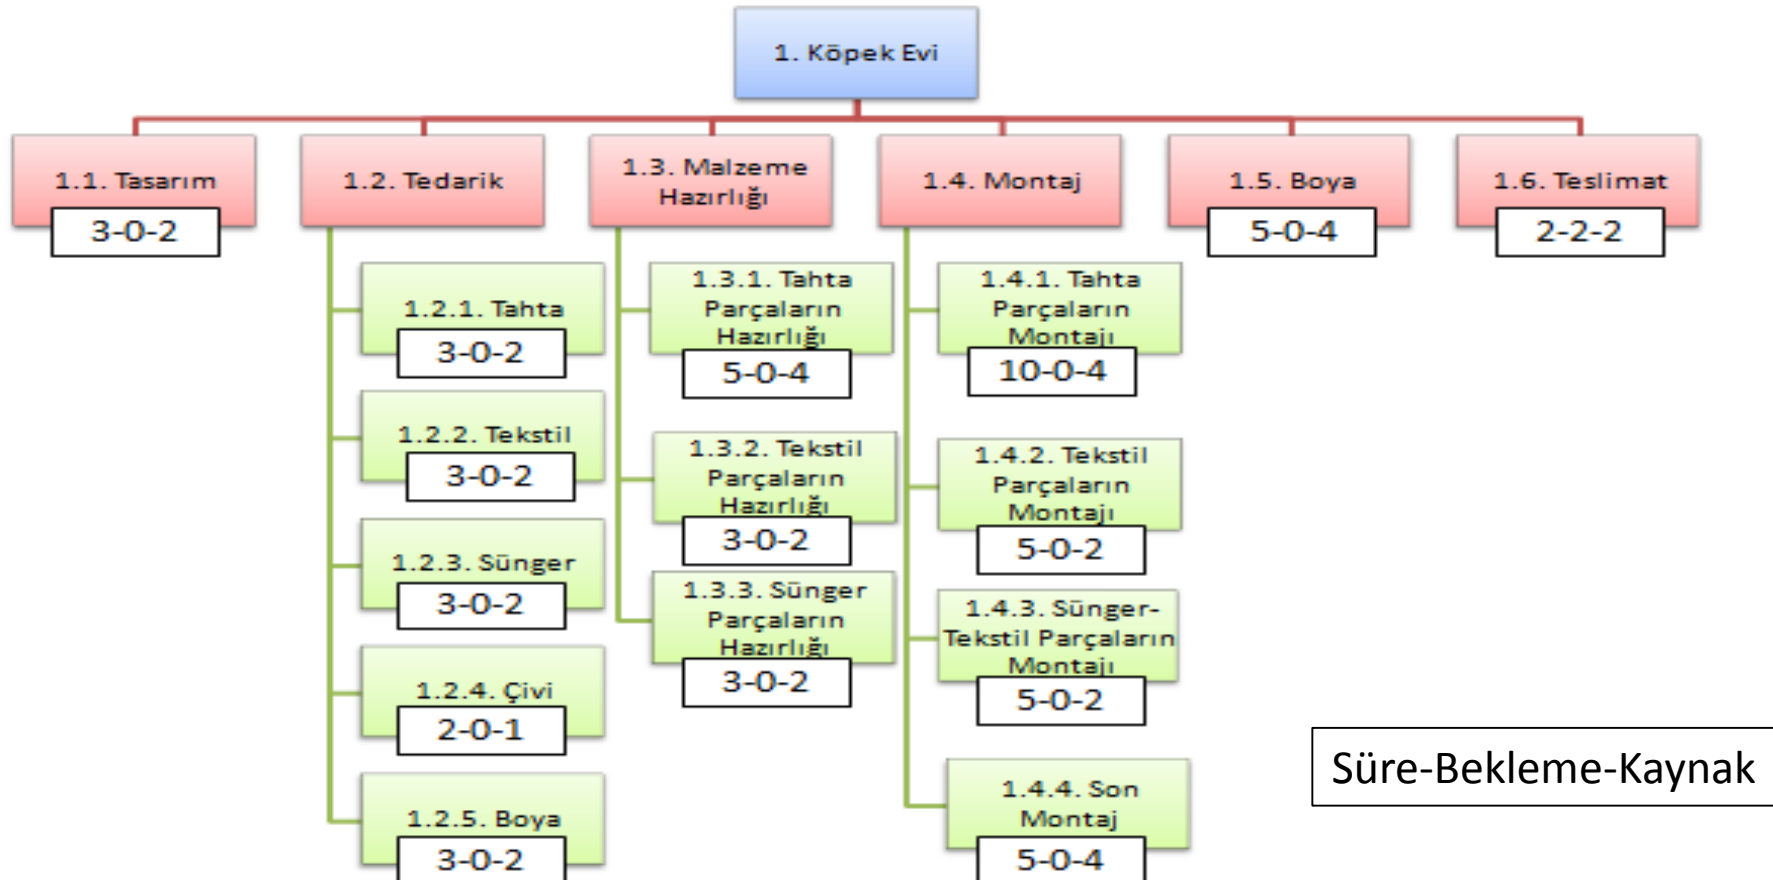 1. Köpek Evi
1.1. Tasarım
3-0-2
1.2. Tedarik
1.2.1. Tahta
3-0-2
1.2.2. Tekstil
3-0-2
1.2.3. Sünger
3-0-2
1.2.4. Çivi
2-0-1
1.2.5. Boya
3-0-2
1.3. Malzeme
Hazırlığı
1.3.1. Tahta
Parçaların
Hazırlığı
5-0-4
1.3.2. Tekstil
Parçaların
Hazırlığı
3-0-2
1.3.3. Sünger
Parçaların
Hazırlığı
3-0-2
1.4. Montaj
1.4.1. Tahta
Parçaların
Montajı
10-0-4
1.4.2. Tekstil
Parçaların
Montajı
5-0-2
1.4.3. Sünger-
Tekstil Parçaların
Montajı
5-0-2
1.4.4. Son
Montaj
5-0-4
1.5. Boya
5-0-4
1.6. Teslimat
2-2-2
Süre-Bekleme-Kaynak